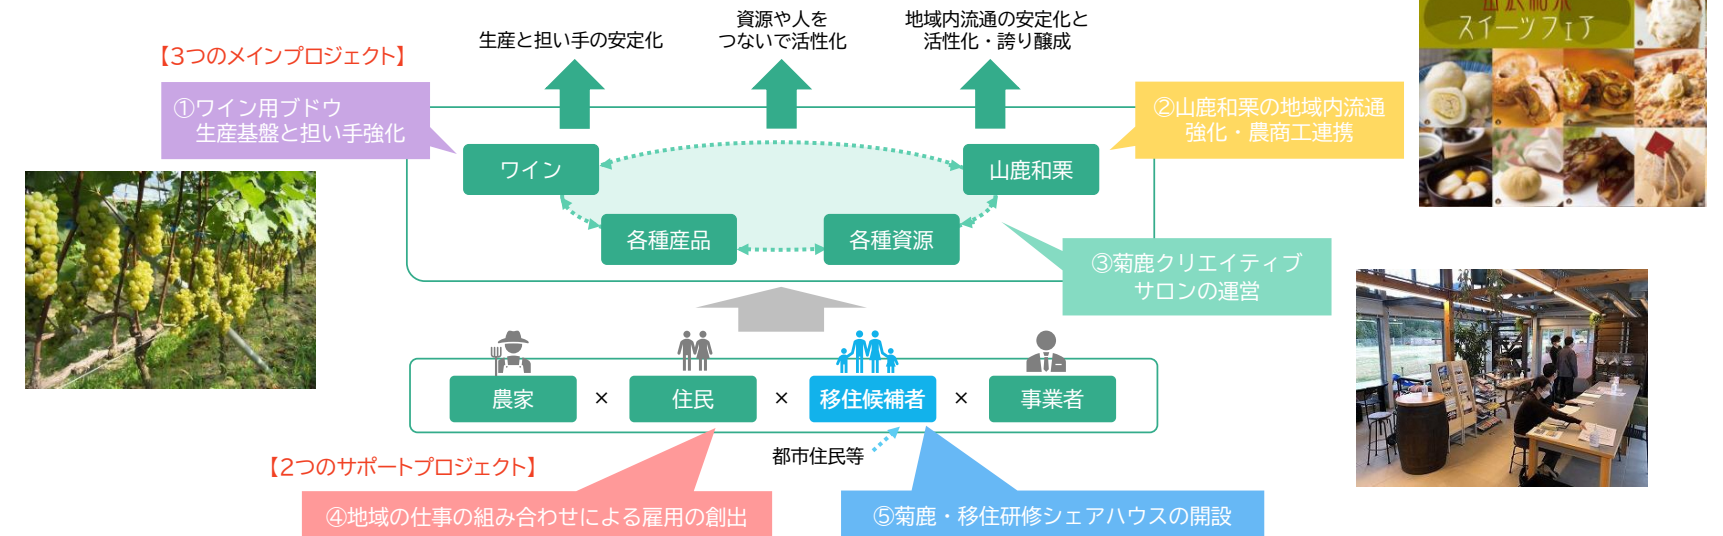 資源や人を
つないで活性化
地域内流通の安定化と
活性化・誇り醸成
生産と担い手の安定化
【3つのメインプロジェクト】
スイーツフェア
①ワイン用ブドウ
生産基盤と担い手強化
②山鹿和栗の地域内流通
強化・農商工連携
ワイン
山鹿和栗
各種産品
各種資源
③菊鹿クリエイティブ
サロンの運営
農家
×
住民
×
移住候補者
×
事業者
都市住民等
【2つのサポートプロジェクト】
④地域の仕事の組み合わせによる雇用の創出
⑤菊鹿・移住研修シェアハウスの開設